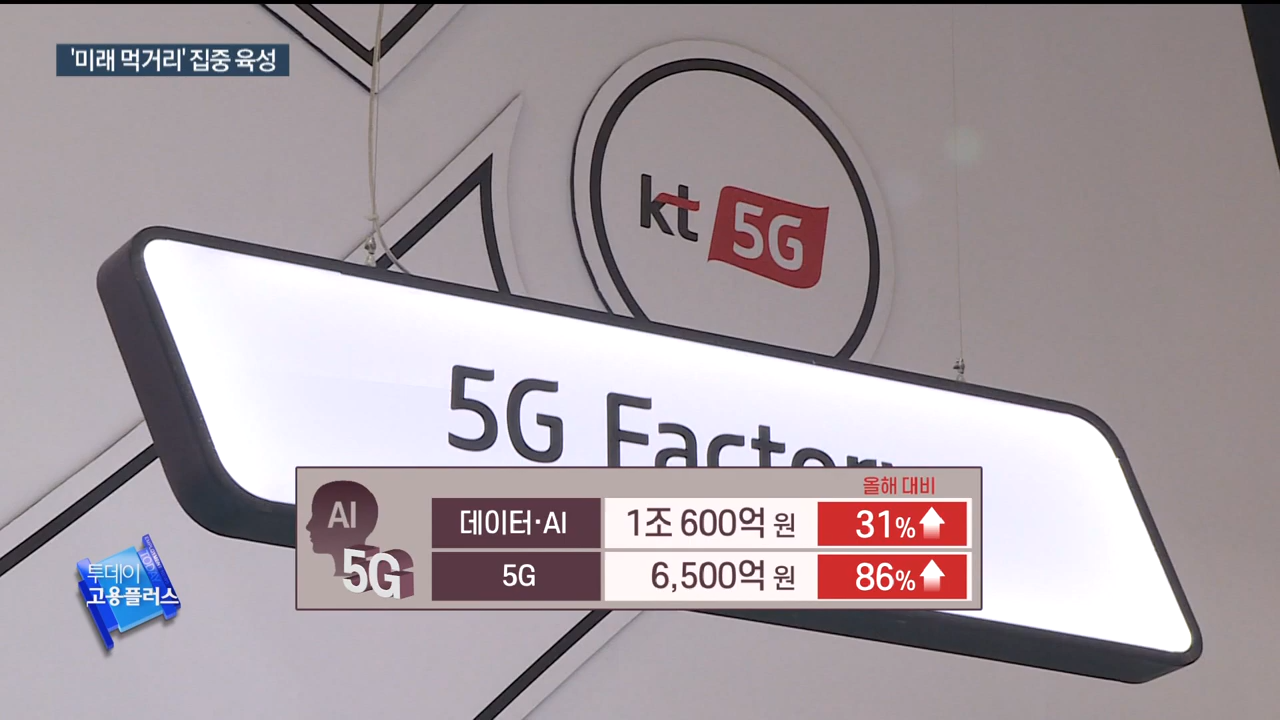 '미래 먹거리' 집중 육성
kt 5G
5G Factory
올해 대비
AI
5G
데이터·AI 1조 600억 원 31%
5G 6,500억 원 86%
투데이
고용플러스